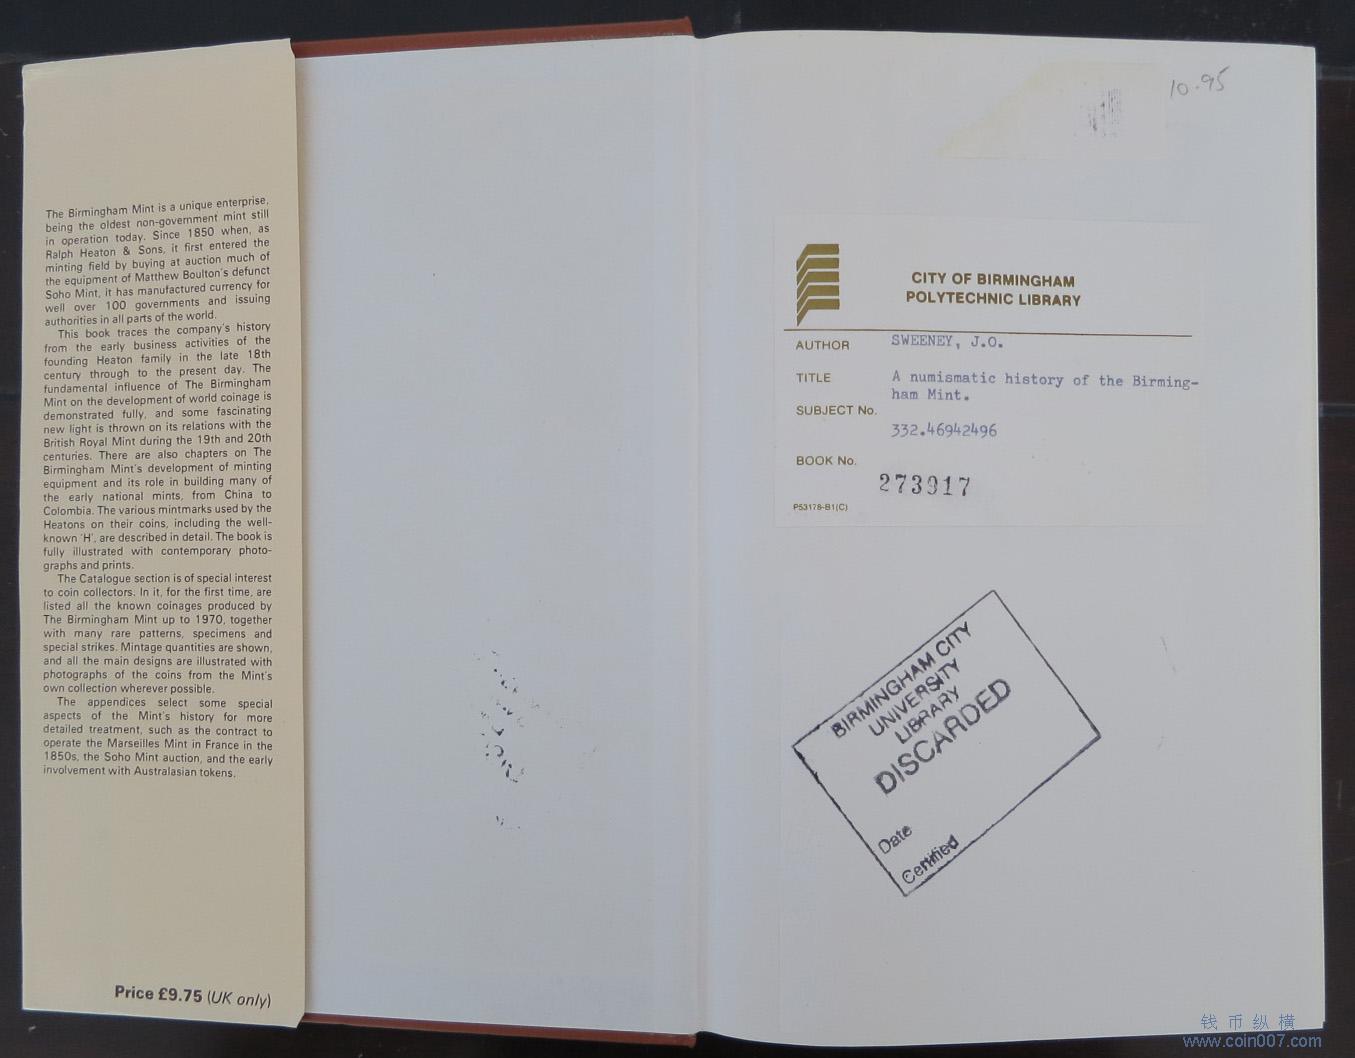 The Birmingham Mint is a unique enterprise,
being the oldest non-government mint still
in operation today. Since 1850 when, as
Ralph Heaton & Sons, it first entered the
minting field by buying at auction much of
the equipment of Matthew Boulton's defunct
Soho Mint, it has manufactured currency for
well over 100 governments and issuing
authorities in all parts of the world.
This book traces the company's history
from the early business activities of the
founding Heaton family in the late 18th
century through to the present day. The
fundamental influence of The Birmingham
Mint on the development of world coinage is
demonstrated fully, and some fascinating
new light is thrown on its relations with the
British Royal Mint during the 19th and 20th
centuries. There are also chapters on The
Birmingham Mint's development of minting
equipment and its role in building many of
the early national mints, from China to
Colombia. The various mintmarks used by the
Heatons on their coins, including the well-
known 'H', are described in detail. The book is
fully illustrated with contemporary photo-
graphs and prints.
The Catalogue section is of special interest
to coin collectors. In it, for the first time, are
listed all the known coinages produced by
The Birmingham Mint up to 1970, together
with many rare patterns, specimens and
special strikes. Mintage quantities are shown,
and all the main designs are illustrated with
photographs of the coins from the Mint's
own collection wherever possible.
The appendices select some special
aspects of the Mint's history for more
detailed treatment, such as the contract to
operate the Marseilles Mint in France in the
1850s, the Soho Mint auction, and the early
involvement with Australasian tokens.
Price £9.75 (UK only)
10.95
CITY OF BIRMINGHAM
POLYTECHNIC LIBRARY
AUTHOR SWEENEY, J.O.
TITLE A numismatic history of the Birming-
ham Mint.
SUBJECT No.
332.46942496
BOOK No.
273917
P53178-B1(C)
BIRMINGHAM CITY
UNIVERSITY
LIBRARY
DISCARDED
Date
Certified
钱币纵横
www.coin007.com